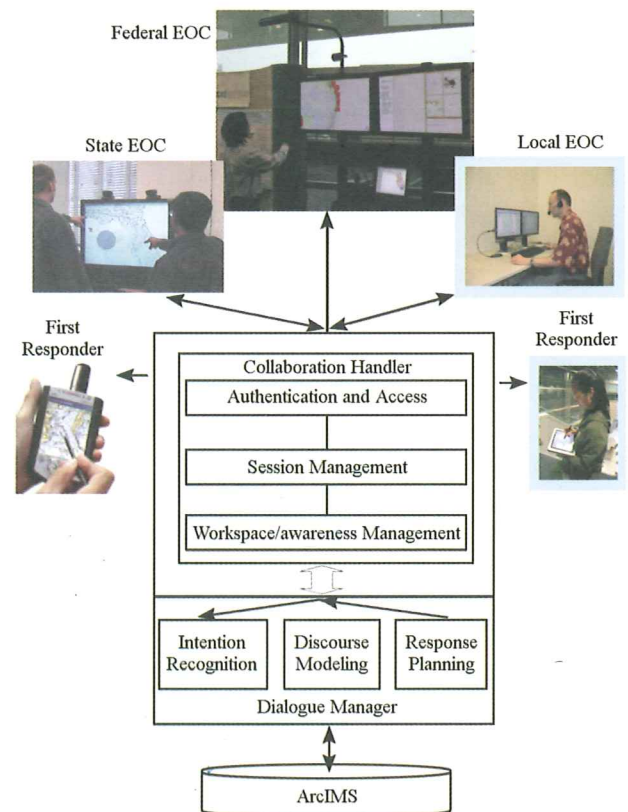 Federal EOC
State EOC
Local EOC
First
Responder
First
Responder
Collaboration Handler
Authentication and Access
Session Management
Workspace/awareness Management
Intention
Recognition
Discourse
Modeling
Response
Planning
Dialogue Manager
ArcIMS